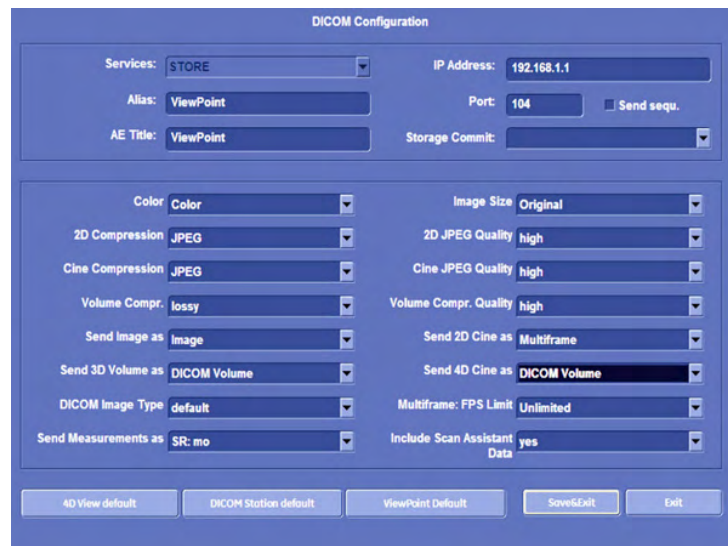 DICOM Configuration
Services: STORE IP Address: 192.168.1.1
Alias: ViewPoint Port: 104 Send sequ.
AE Title: ViewPoint Storage Commit:
Color Color Image Size Original
2D Compression JPEG 2D JPEG Quality high
Cine Compression JPEG Cine JPEG Quality high
Volume Compr. lossy Volume Compr. Quality high
Send Image as Image Send 2D Cine as Multiframe
Send 3D Volume as DICOM Volume Send 4D Cine as DICOM Volume
DICOM Image Type default Multiframe: FPS Limit Unlimited
Send Measurements as SR: mo Include Scan Assistant Data yes
4D View default DICOM Station default ViewPoint Default Save&Exit Exit